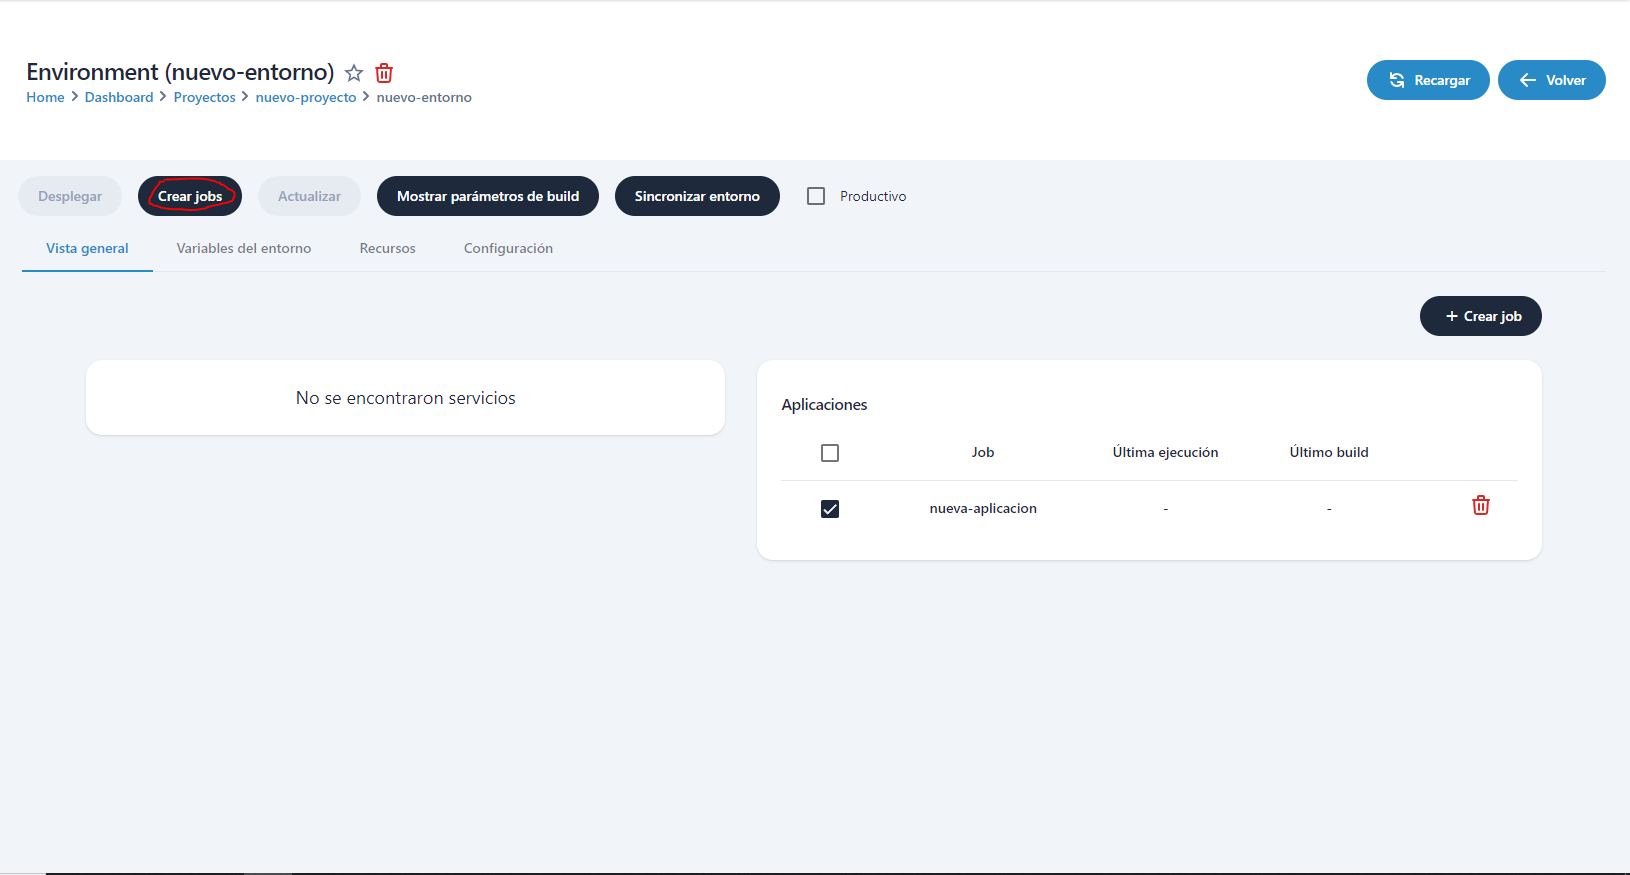 Environment (nuevo-entorno)
Home > Dashboard > Proyectos > nuevo-proyecto > nuevo-entorno
Recargar
Volver
Desplegar
Crear jobs
Actualizar
Mostrar parámetros de build
Sincronizar entorno
Productivo
Vista general
Variables del entorno
Recursos
Configuración
+ Crear job
No se encontraron servicios
Aplicaciones
Job Última ejecución Último build
nueva-aplicacion - -